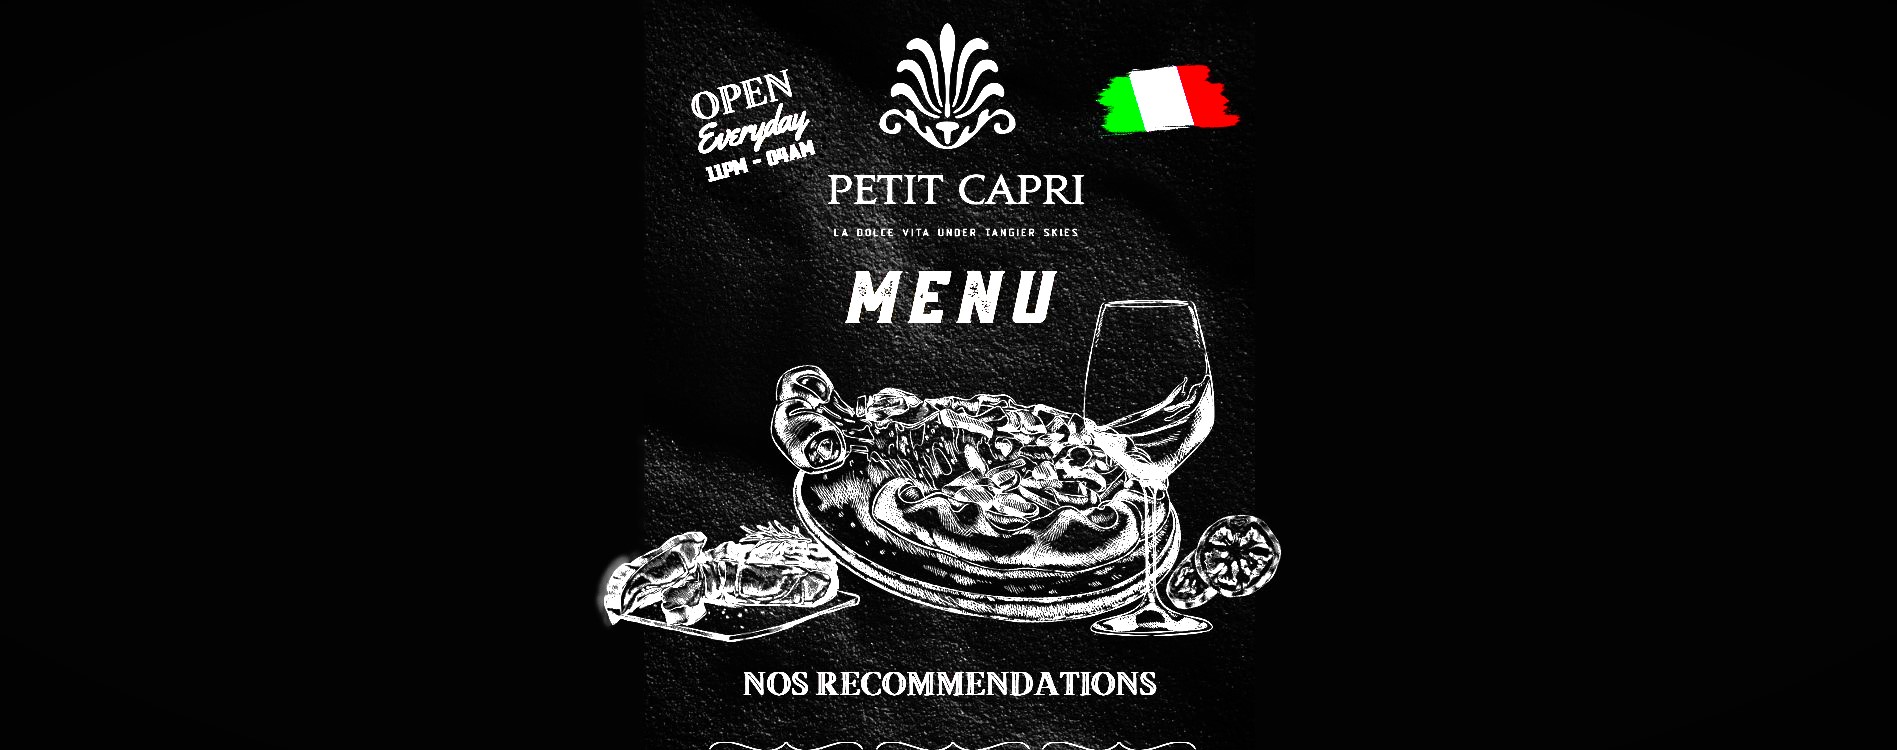 OPEN
Everyday
11PM - 04AM
PETIT CAPRI
LA DOLCE VITA UNDER TANGIER SKIES
MENU
NOS RECOMMENDATIONS